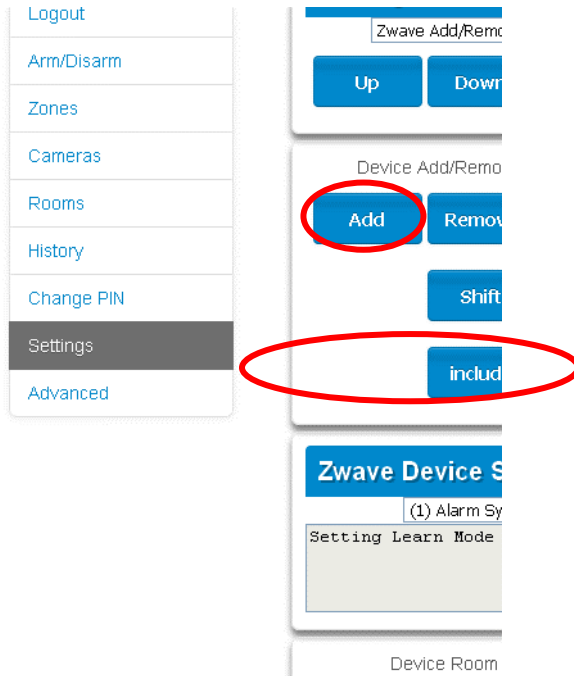 Logout
Arm/Disarm
Zones
Cameras
Rooms
History
Change PIN
Settings
Advanced
Zwave Add/Remo
Up Down
Device Add/Remo
Add Remov
Shift
includ
Zwave Device S
(1) Alarm Sy
Setting Learn Mode
Device Room